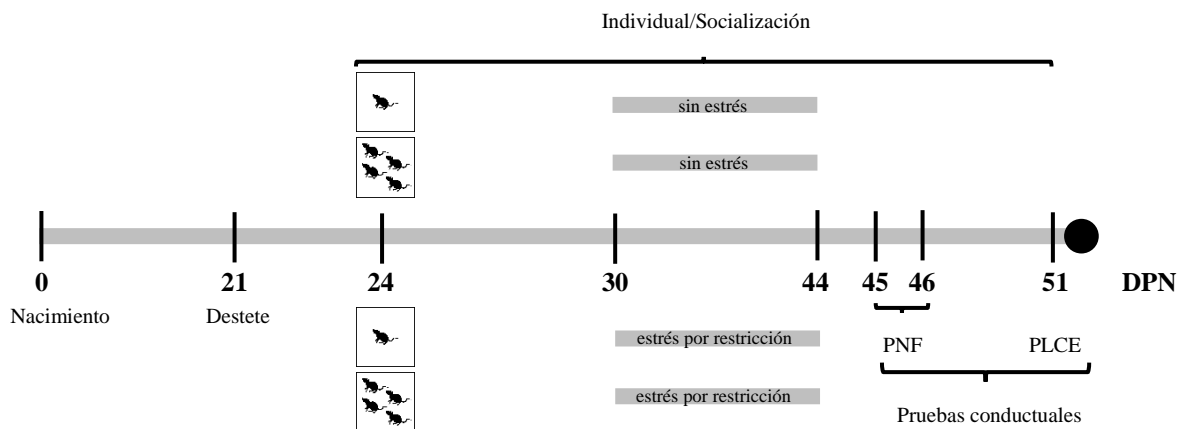 Individual/Socialización
sin estrés
sin estrés
0 21 24 30 44 45 46 51 DPN
Nacimiento Destete
estrés por restricción
PNF PLCE
estrés por restricción
Pruebas conductuales